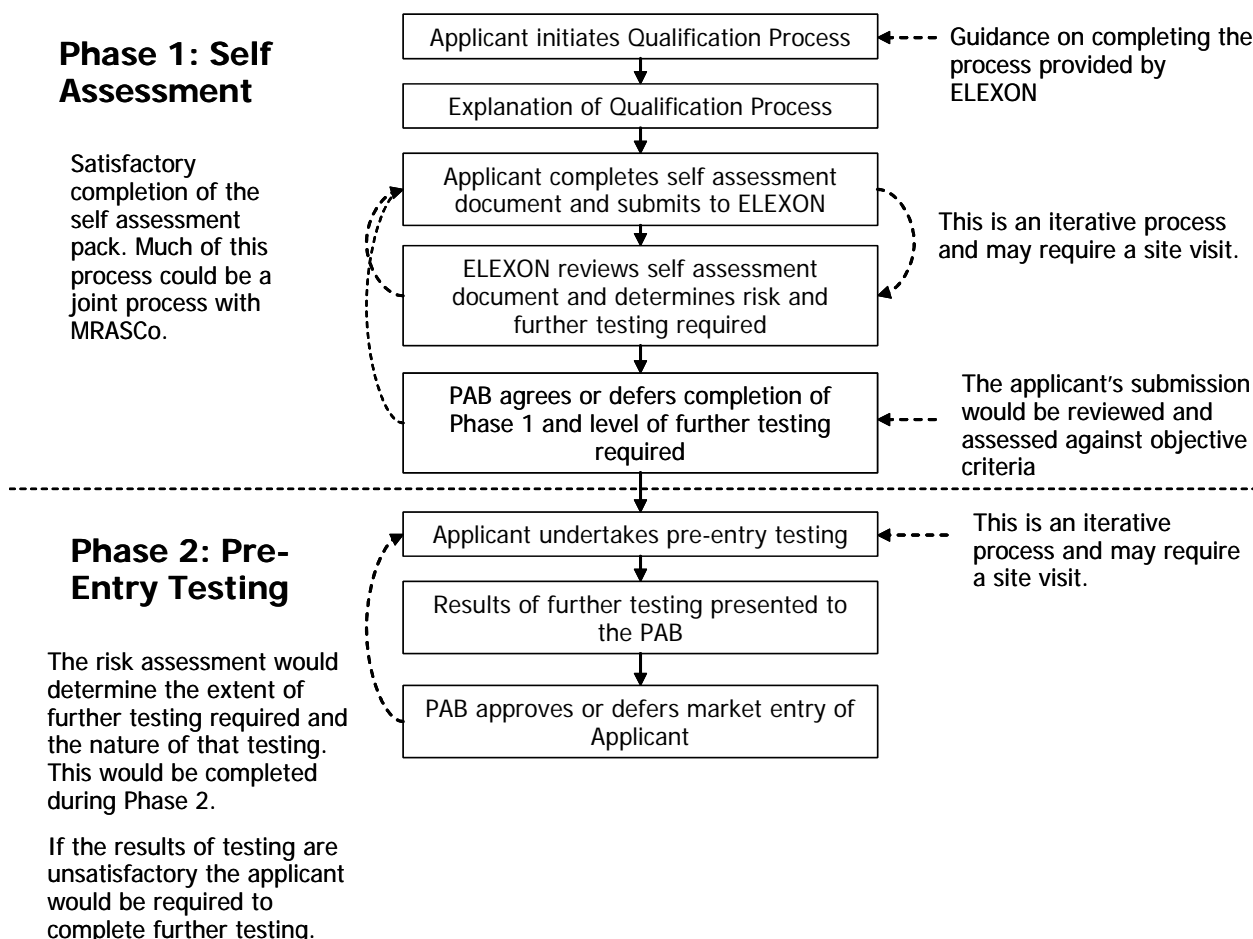 Phase 1: Self
Assessment
Satisfactory
completion of the
self assessment
pack. Much of this
process could be a
joint process with
MRASCo.
Applicant initiates Qualification Process
Guidance on completing the
process provided by
ELEXON
Explanation of Qualification Process
Applicant completes self assessment
document and submits to ELEXON
This is an iterative process
and may require a site visit.
ELEXON reviews self assessment
document and determines risk and
further testing required
PAB agrees or defers completion of
Phase 1 and level of further testing
required
The applicant’s submission
would be reviewed and
assessed against objective
criteria
Phase 2: Pre-
Entry Testing
The risk assessment would
determine the extent of
further testing required and
the nature of that testing.
This would be completed
during Phase 2.
If the results of testing are
unsatisfactory the applicant
would be required to
complete further testing.
Applicant undertakes pre-entry testing
This is an iterative
process and may require
a site visit.
Results of further testing presented to
the PAB
PAB approves or defers market entry of
Applicant